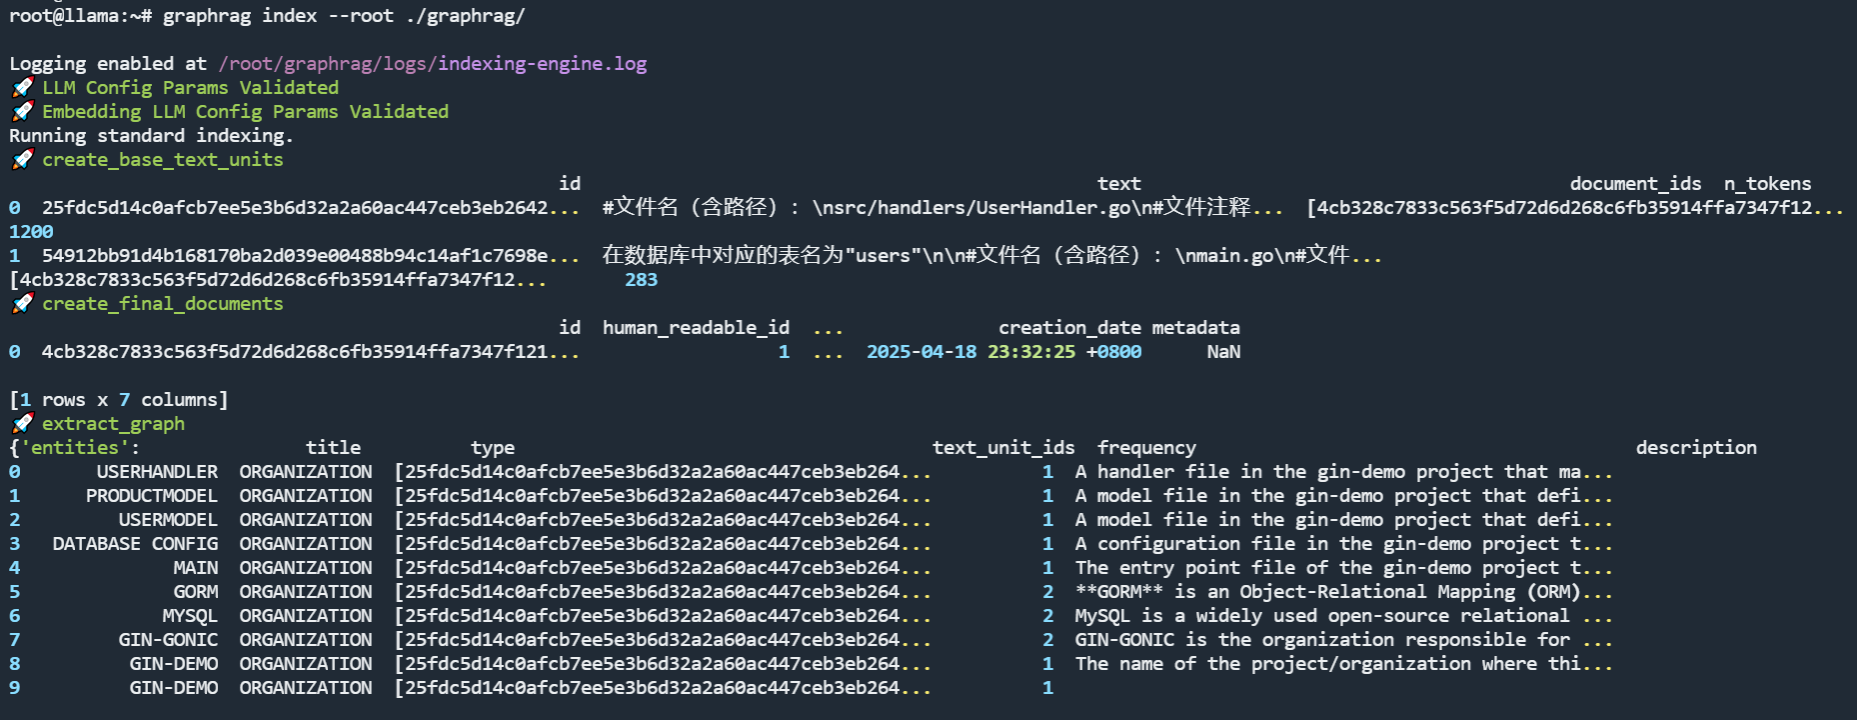 root@llama:~# graphrag index --root ./graphrag/
Logging enabled at /root/graphrag/logs/indexing-engine.log
🚀 LLM Config Params Validated
🚀 Embedding LLM Config Params Validated
Running standard indexing.
🚀 create_base_text_units
id text document_ids n_tokens
0 25fdc5d14c0afcb7ee5e3b6d32a2a60ac447ceb3eb2642... #文件名（含路径）: \nsrc/handlers/UserHandler.go\n#文件注释... [4cb328c7833c563f5d72d6d268c6fb35914ffa7347f12...
1200
1 54912bb91d4b168170ba2d039e00488b94c14af1c7698e... 在数据库中对应的表名为"users"\n\n#文件名（含路径）: \nmain.go\n#文件...
[4cb328c7833c563f5d72d6d268c6fb35914ffa7347f12... 283
🚀 create_final_documents
id human_readable_id ... creation_date metadata
0 4cb328c7833c563f5d72d6d268c6fb35914ffa7347f121... 1 ... 2025-04-18 23:32:25 +0800 NaN
[1 rows x 7 columns]
🚀 extract_graph
{'entities': title type text_unit_ids frequency description
0 USERHANDLER ORGANIZATION [25fdc5d14c0afcb7ee5e3b6d32a2a60ac447ceb3eb264... 1 A handler file in the gin-demo project that ma...
1 PRODUCTMODEL ORGANIZATION [25fdc5d14c0afcb7ee5e3b6d32a2a60ac447ceb3eb264... 1 A model file in the gin-demo project that defi...
2 USERMODEL ORGANIZATION [25fdc5d14c0afcb7ee5e3b6d32a2a60ac447ceb3eb264... 1 A model file in the gin-demo project that defi...
3 DATABASE CONFIG ORGANIZATION [25fdc5d14c0afcb7ee5e3b6d32a2a60ac447ceb3eb264... 1 A configuration file in the gin-demo project t...
4 MAIN ORGANIZATION [25fdc5d14c0afcb7ee5e3b6d32a2a60ac447ceb3eb264... 1 The entry point file of the gin-demo project t...
5 GORM ORGANIZATION [25fdc5d14c0afcb7ee5e3b6d32a2a60ac447ceb3eb264... 2 **GORM** is an Object-Relational Mapping (ORM)...
6 MYSQL ORGANIZATION [25fdc5d14c0afcb7ee5e3b6d32a2a60ac447ceb3eb264... 2 MySQL is a widely used open-source relational ...
7 GIN-GONIC ORGANIZATION [25fdc5d14c0afcb7ee5e3b6d32a2a60ac447ceb3eb264... 2 GIN-GONIC is the organization responsible for ...
8 GIN-DEMO ORGANIZATION [25fdc5d14c0afcb7ee5e3b6d32a2a60ac447ceb3eb264... 1 The name of the project/organization where thi...
9 GIN-DEMO ORGANIZATION [25fdc5d14c0afcb7ee5e3b6d32a2a60ac447ceb3eb264... 1